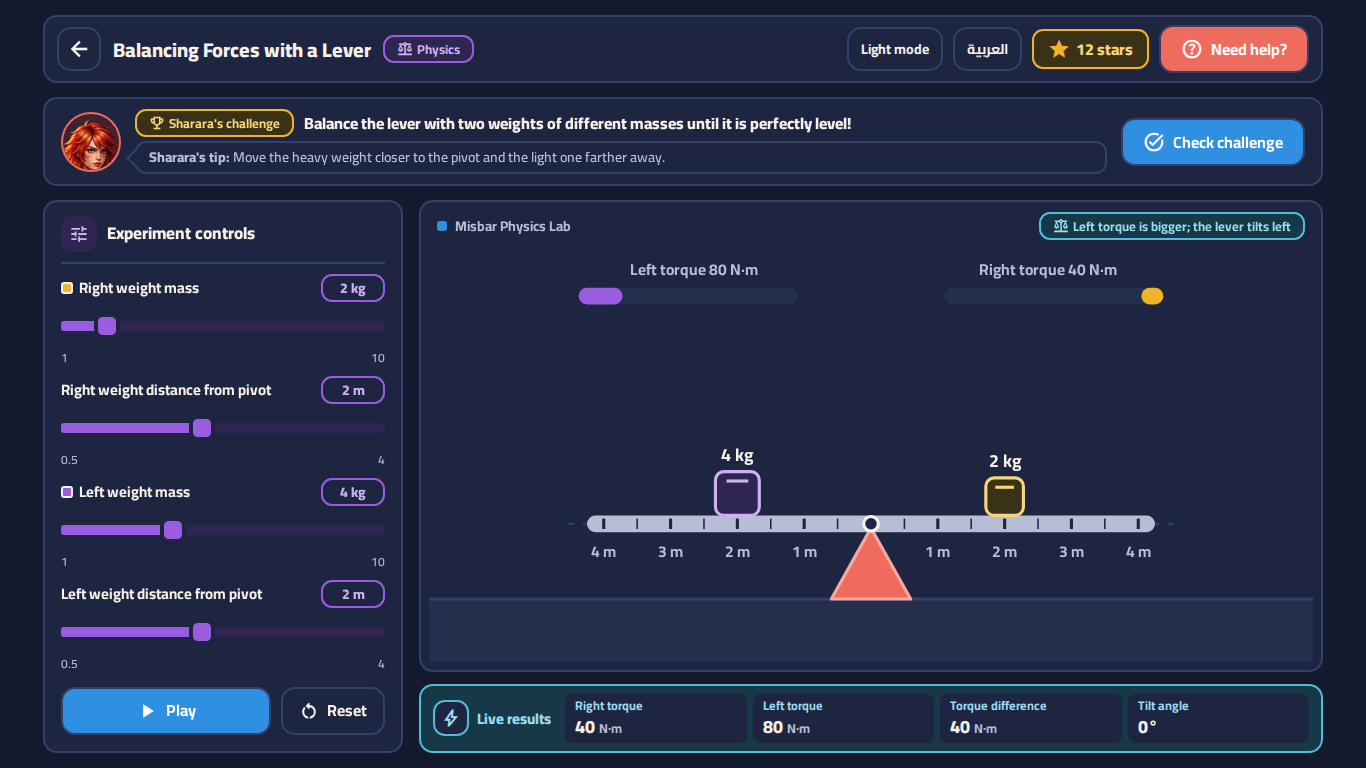 Balancing Forces with a Lever
Physics
Light mode
العربية
12 stars
Need help?
Sharara's challenge
Balance the lever with two weights of different masses until it is perfectly level!
Sharara's tip: Move the heavy weight closer to the pivot and the light one farther away.
Check challenge
Experiment controls
Right weight mass
2 kg
1
10
Right weight distance from pivot
2 m
0.5
4
Left weight mass
4 kg
1
10
Left weight distance from pivot
2 m
0.5
4
Play
Reset
Misbar Physics Lab
Left torque is bigger; the lever tilts left
Left torque 80 N·m
Right torque 40 N·m
4 kg
2 kg
4 m 3 m 2 m 1 m 1 m 2 m 3 m 4 m
Live results
Right torque
40 N·m
Left torque
80 N·m
Torque difference
40 N·m
Tilt angle
0°